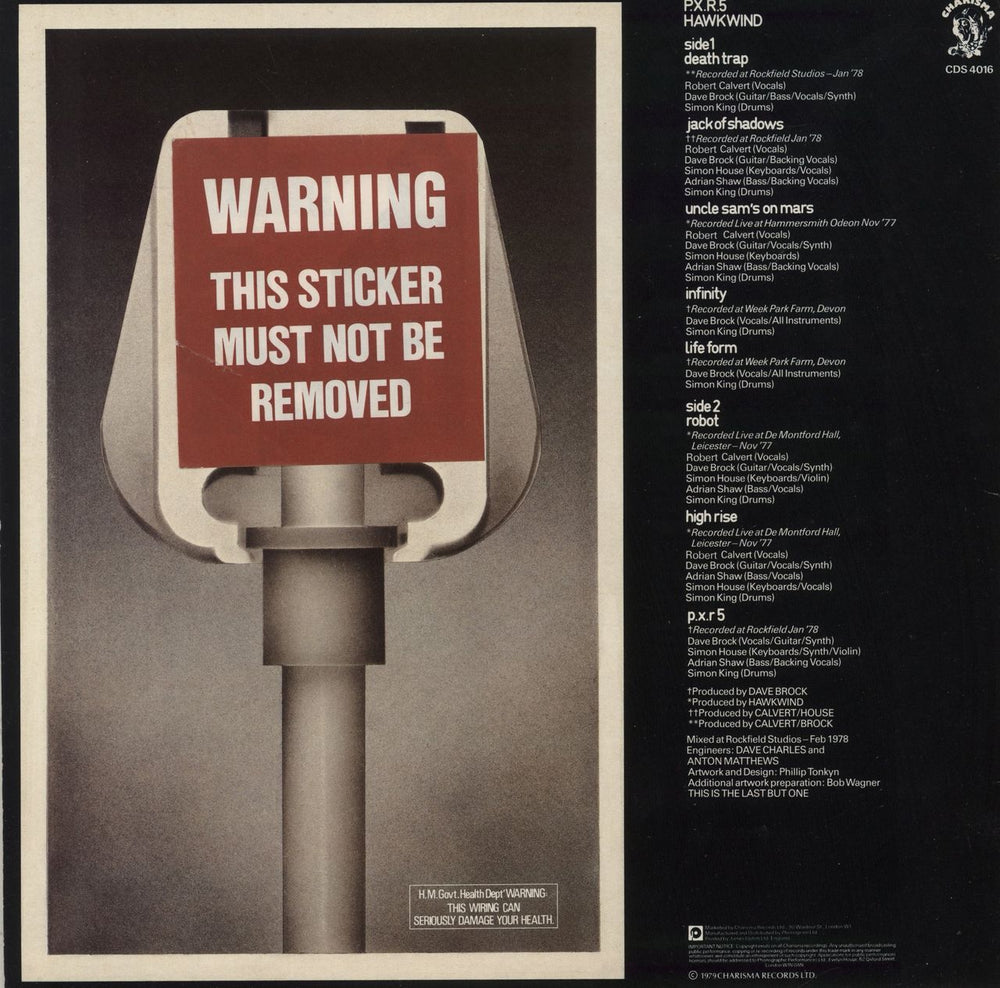 WARNING
THIS STICKER
MUST NOT BE
REMOVED
H.M.Govt.Health Dept' WARNING:
THIS WIRING CAN
SERIOUSLY DAMAGE YOUR HEALTH.
P.X.R.5
HAWKWIND
CHARISMA
CDS 4016
side1
death trap
**Recorded at Rockfield Studios – Jan '78
Robert Calvert (Vocals)
Dave Brock (Guitar/Bass/Vocals/Synth)
Simon King (Drums)
jack of shadows
††Recorded at Rockfield Jan '78
Robert Calvert (Vocals)
Dave Brock (Guitar/Backing Vocals)
Simon House (Keyboards/Vocals)
Adrian Shaw (Bass/Backing Vocals)
Simon King (Drums)
uncle sam's on mars
*Recorded Live at Hammersmith Odeon Nov '77
Robert Calvert (Vocals)
Dave Brock (Guitar/Vocals/Synth)
Simon House (Keyboards)
Adrian Shaw (Bass/Backing Vocals)
Simon King (Drums)
infinity
†Recorded at Week Park Farm, Devon
Dave Brock (Vocals/All Instruments)
Simon King (Drums)
life form
†Recorded at Week Park Farm, Devon
Dave Brock (Vocals/All Instruments)
Simon King (Drums)
side 2
robot
*Recorded Live at De Montford Hall,
Leicester – Nov '77
Robert Calvert (Vocals)
Dave Brock (Guitar/Vocals/Synth)
Simon House (Keyboards/Violin)
Adrian Shaw (Bass/Vocals)
Simon King (Drums)
high rise
*Recorded Live at De Montford Hall,
Leicester – Nov '77
Robert Calvert (Vocals)
Dave Brock (Guitar/Vocals/Synth)
Adrian Shaw (Bass/Vocals)
Simon House (Keyboards/Vocals)
Simon King (Drums)
p.x.r 5
†Recorded at Rockfield Jan '78
Dave Brock (Vocals/Guitar/Synth)
Simon House (Keyboards/Synth/Violin)
Adrian Shaw (Bass/Backing Vocals)
Simon King (Drums)
†Produced by DAVE BROCK
*Produced by HAWKWIND
††Produced by CALVERT/HOUSE
**Produced by CALVERT/BROCK
Mixed at Rockfield Studios – Feb 1978
Engineers: DAVE CHARLES and
ANTON MATTHEWS
Artwork and Design: Phillip Tonkyn
Additional artwork preparation: Bob Wagner
THIS IS THE LAST BUT ONE
© 1979 CHARISMA RECORDS LTD.